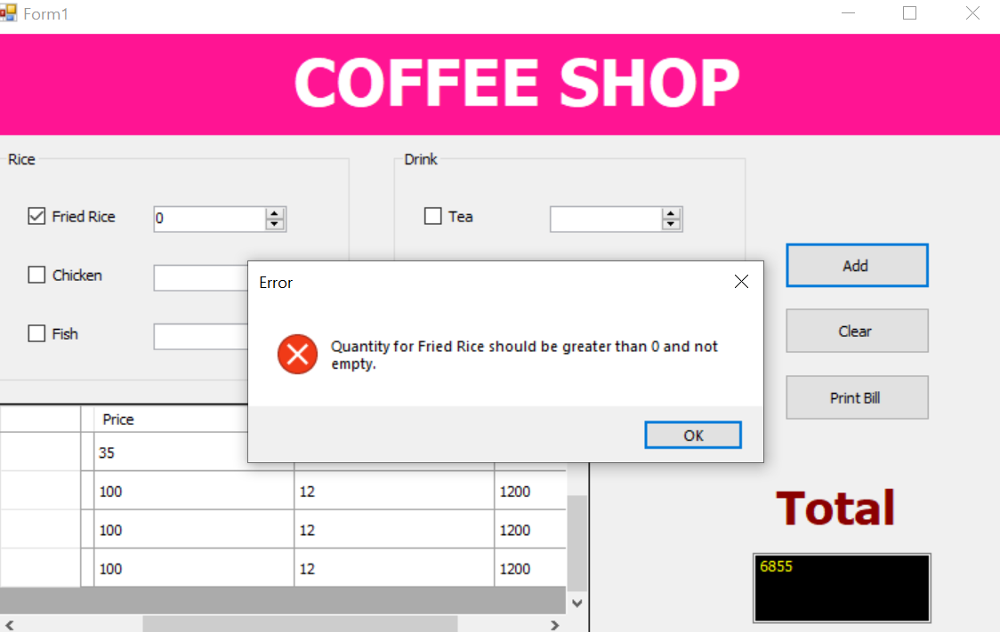 Form1
COFFEE SHOP
Rice
Drink
Fried Rice 0
Tea
Add
Chicken
Error
Clear
Fish
Quantity for Fried Rice should be greater than 0 and not
empty.
Print Bill
OK
Price
35
100 12 1200
100 12 1200
100 12 1200
Total
6855